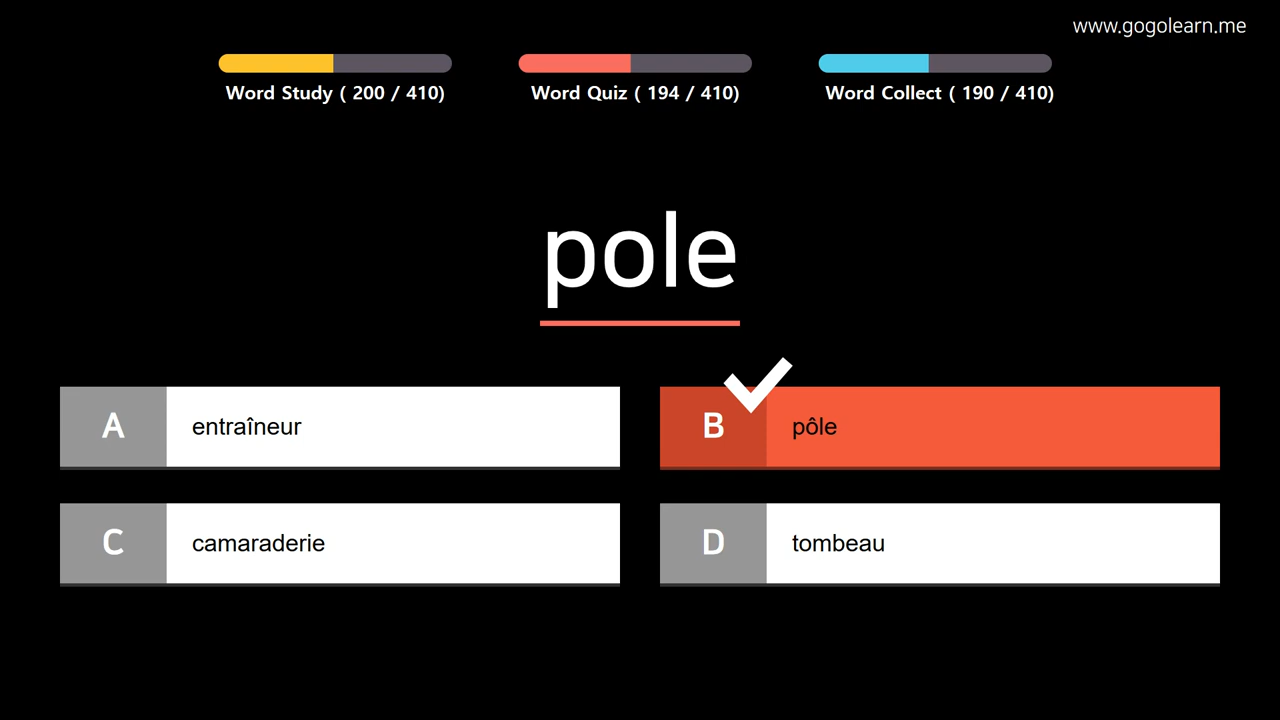 www.gogolearn.me
Word Study ( 200 / 410)
Word Quiz ( 194 / 410)
Word Collect ( 190 / 410)
pole
A entraîneur
B pôle
C camaraderie
D tombeau